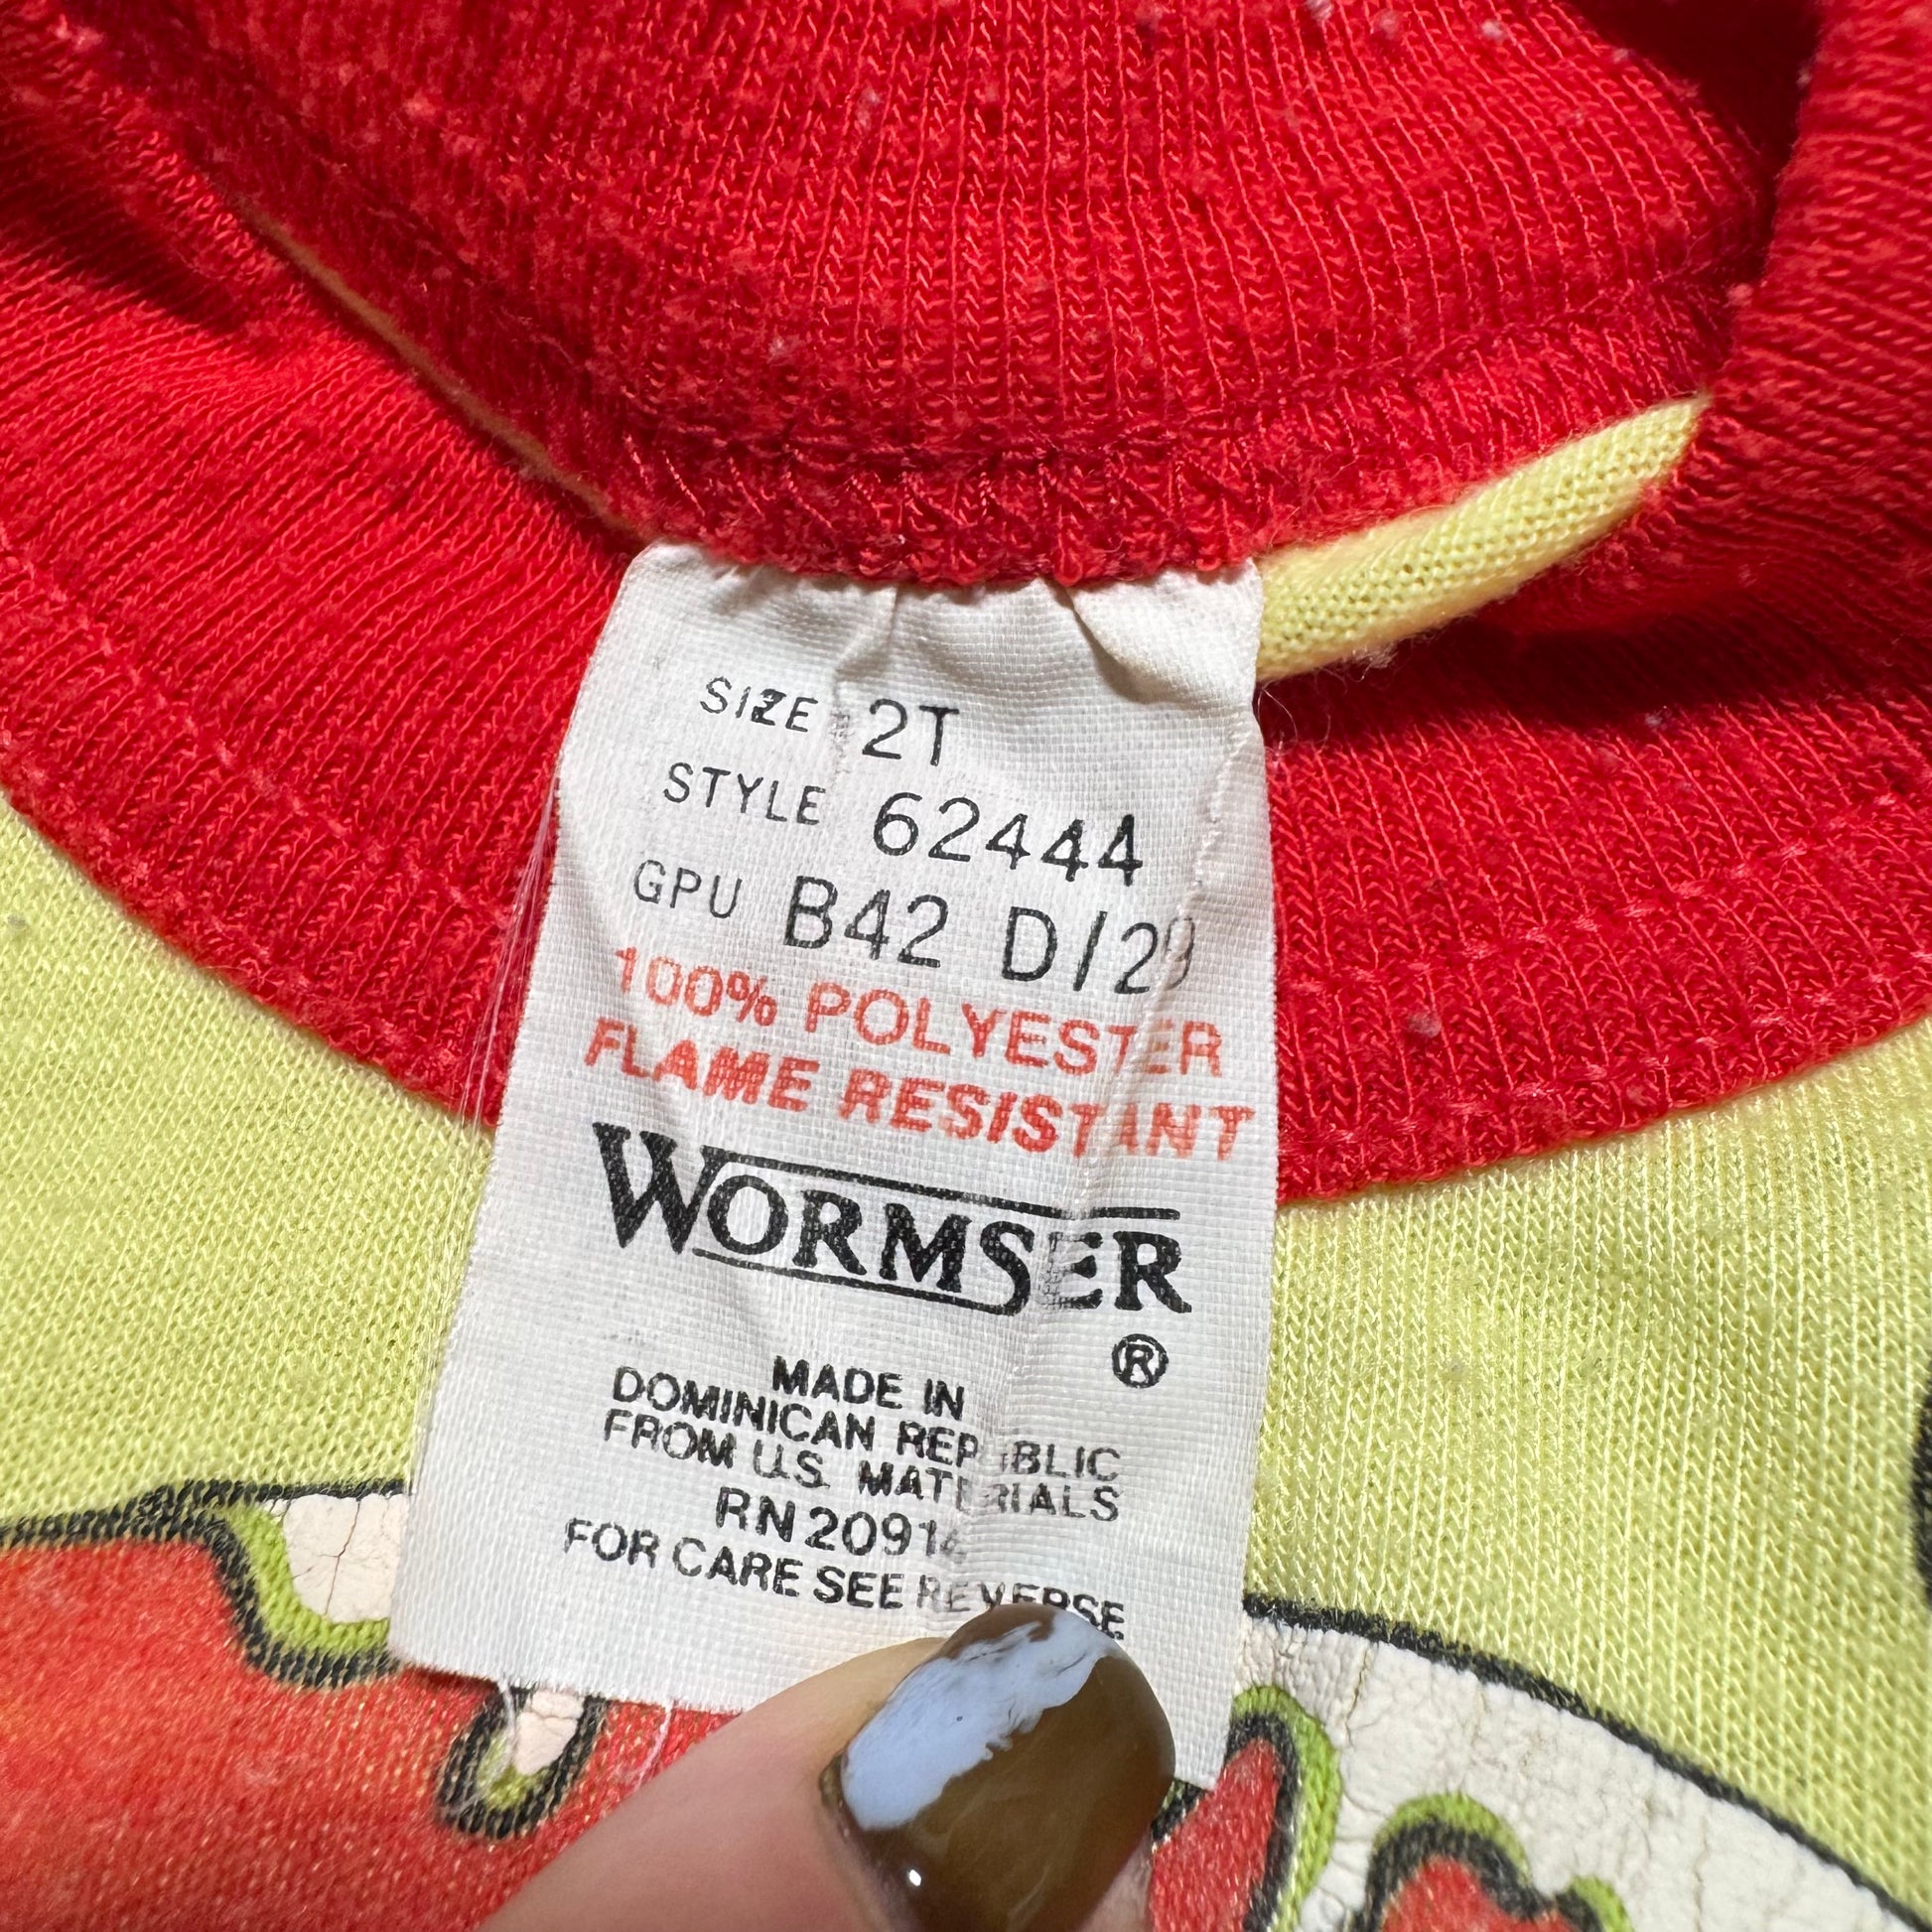 SIZE 2T
STYLE 62444
GPU B42 D/29
100% POLYESTER
FLAME RESISTANT
WORMSER
®
MADE IN
DOMINICAN REPUBLIC
FROM U.S. MATERIALS
RN 20914
FOR CARE SEE REVERSE